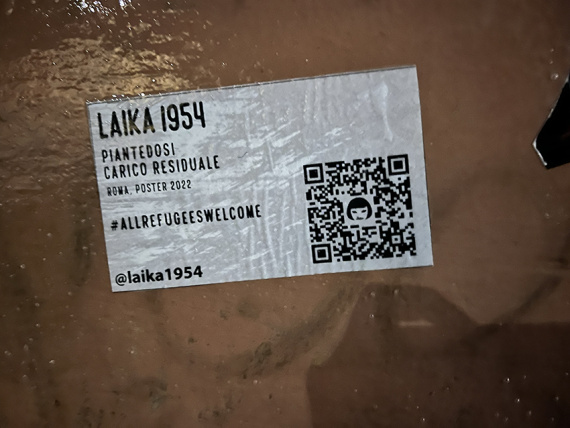 LAIKA 1954
PIANTEDOSI
CARICO RESIDUALE
ROMA, POSTER 2022
#ALLREFUGEESWELCOME
@laika1954